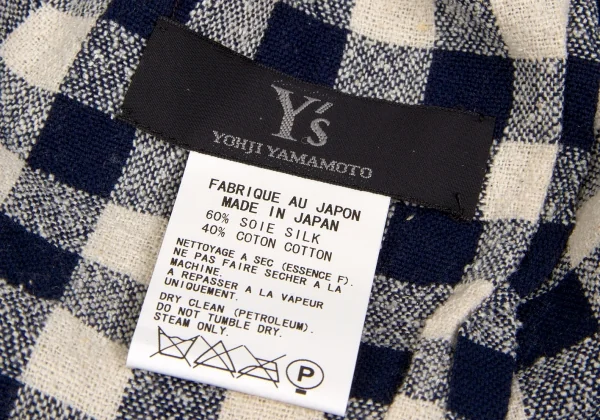 Y's
YOHJI YAMAMOTO
FABRIQUE AU JAPON
MADE IN JAPAN
60% SOIE SILK
40% COTON COTTON
NETTOYAGE A SEC (ESSENCE F).
NE PAS FAIRE SECHER A LA
MACHINE.
A REPASSER A LA VAPEUR
UNIQUEMENT.
DRY CLEAN (PETROLEUM).
DO NOT TUMBLE DRY.
STEAM ONLY.
P